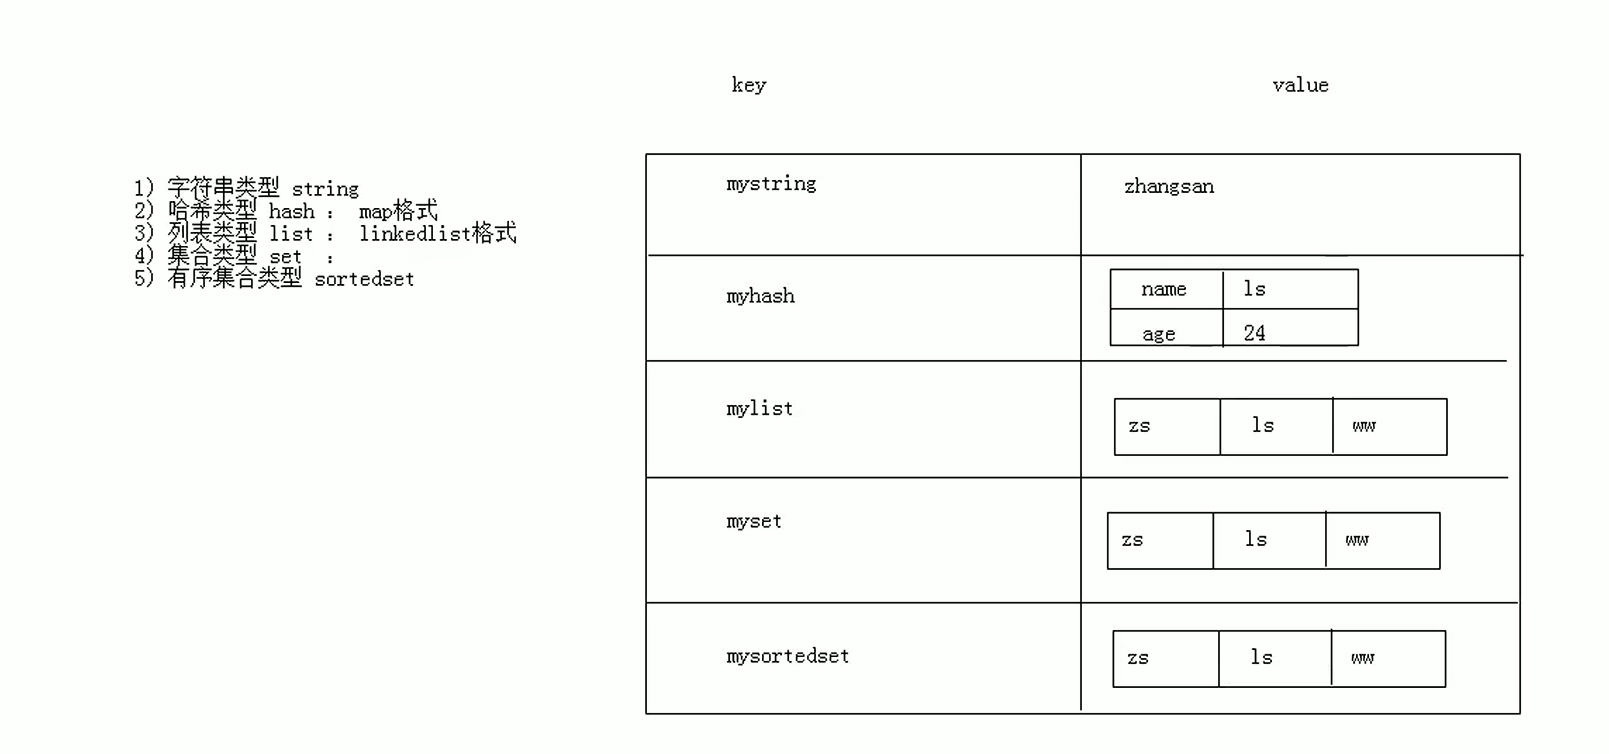 key value
1) 字符串类型 string
2) 哈希类型 hash ： map格式
3) 列表类型 list ： linkedlist格式
4) 集合类型 set ：
5) 有序集合类型 sortedset
mystring zhangsan
myhash
name ls
age 24
mylist
zs ls ww
myset
zs ls ww
mysortedset
zs ls ww